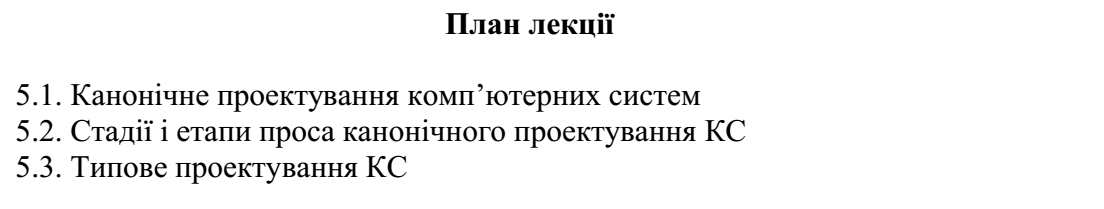 План лекції
5.1. Канонічне проектування комп’ютерних систем
5.2. Стадії і етапи проса канонічного проектування КС
5.3. Типове проектування КС